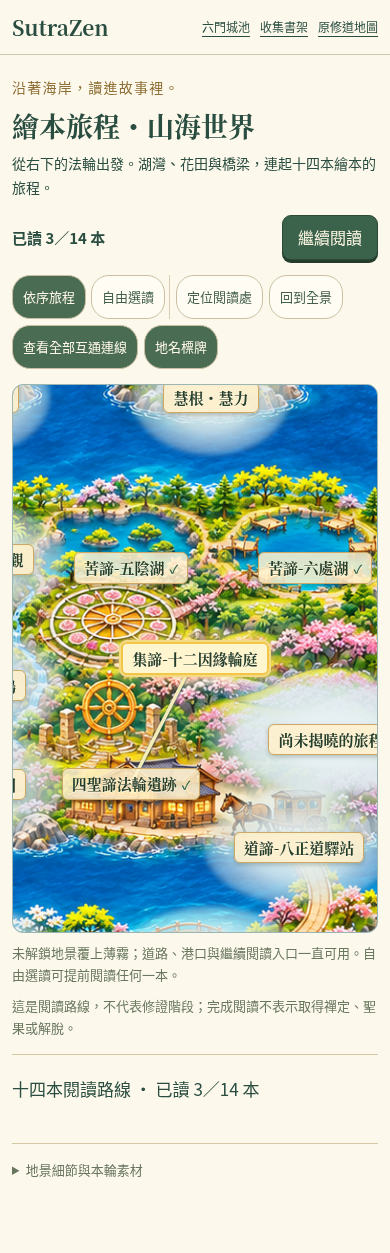 SutraZen
六門城池 收集書架 原修道地圖
沿著海岸，讀進故事裡。
繪本旅程・山海世界
從右下的法輪出發。湖灣、花田與橋梁，連起十四本繪本的
旅程。
已讀 3／14 本
繼續閱讀
依序旅程 自由選讀 定位閱讀處 回到全景
查看全部互通連線 地名標牌
慧根・慧力
觀
苦諦-五陰湖 ✓
苦諦-六處湖 ✓
集諦-十二因緣輪庭
尚未揭曉的旅程
四聖諦法輪遺跡 ✓
道諦-八正道驛站
未解鎖地景覆上薄霧；道路、港口與繼續閱讀入口一直可用。自
由選讀可提前閱讀任何一本。
這是閱讀路線，不代表修證階段；完成閱讀不表示取得禪定、聖
果或解脫。
十四本閱讀路線 ・ 已讀 3／14 本
▶ 地景細節與本輪素材